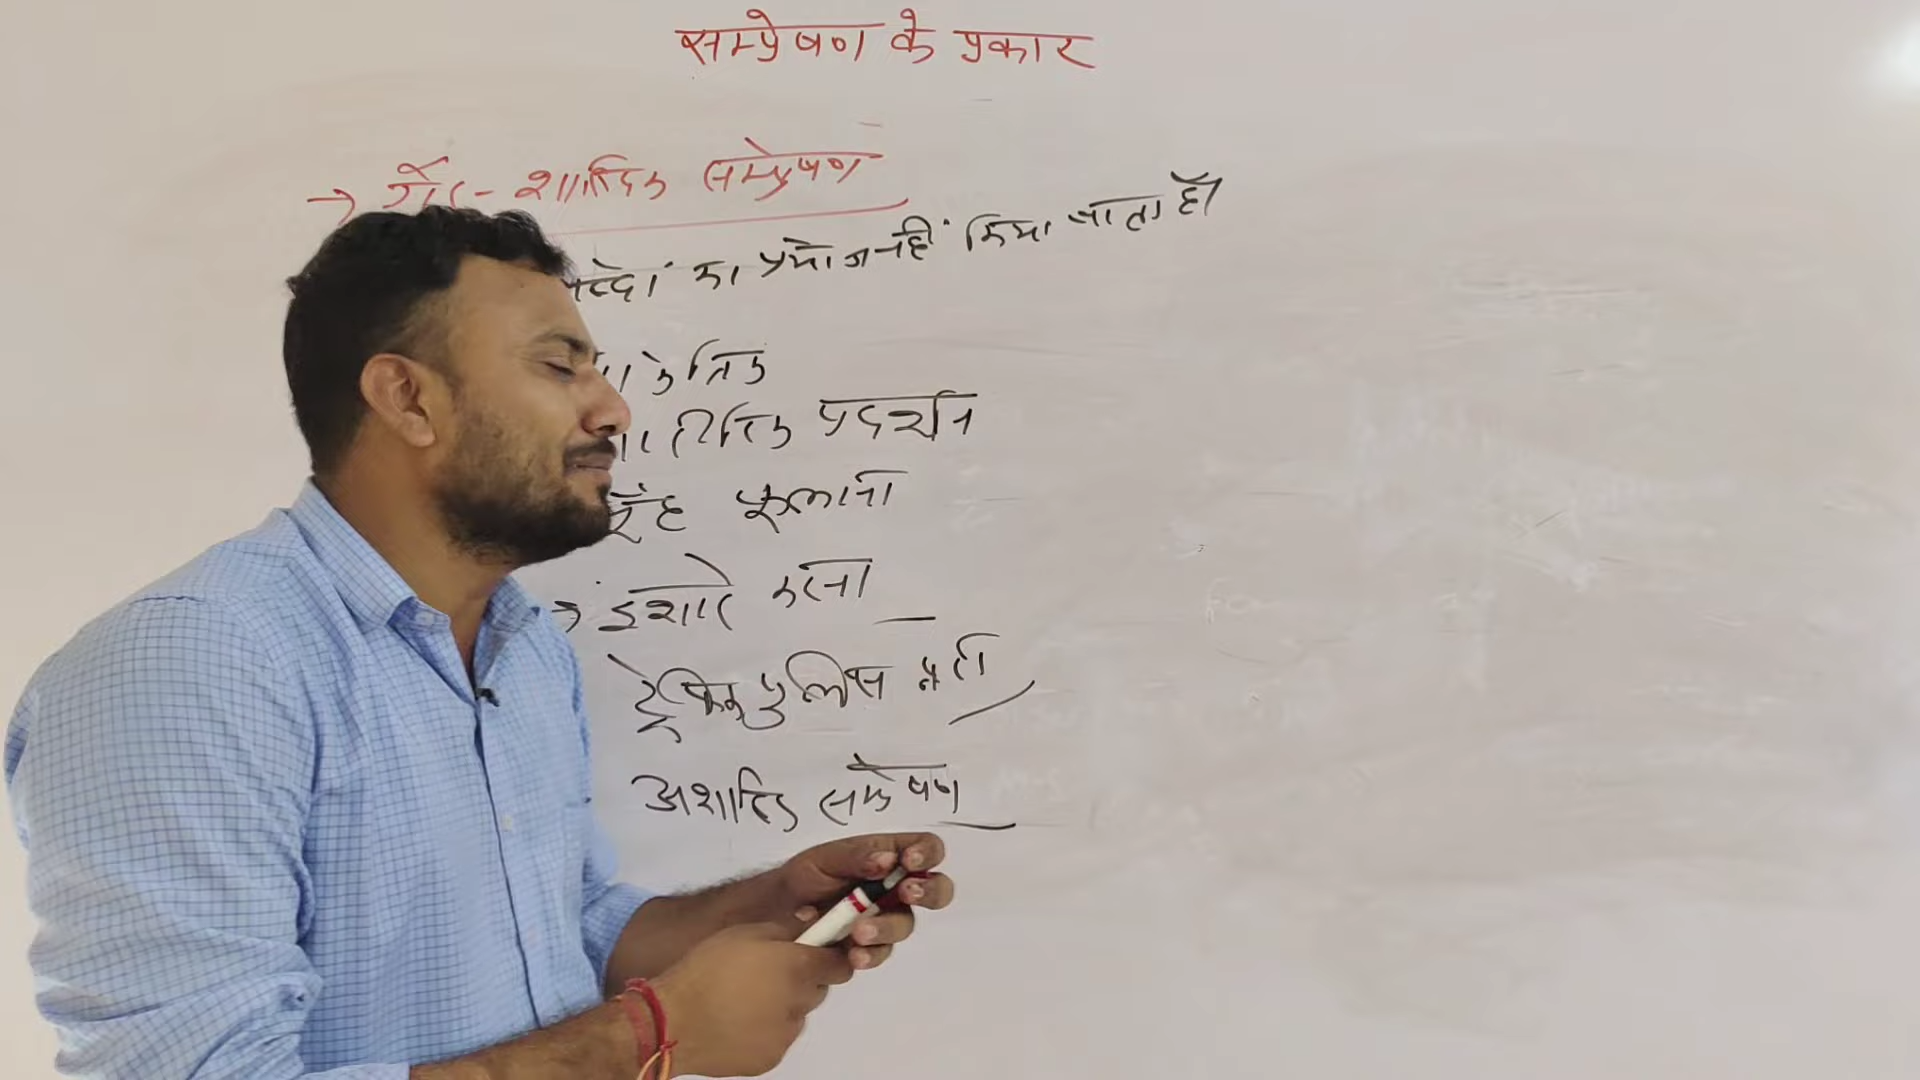 सम्प्रेषण के प्रकार
→ गैर-शाब्दिक सम्प्रेषण
शब्दों का प्रयोग नहीं किया जाता है।
सांकेतिक
शारीरिक प्रदर्शन
मुँह फुलाना
→ इशारे करना
ट्रेफिक पुलिस
अशाब्दिक सम्प्रेषण